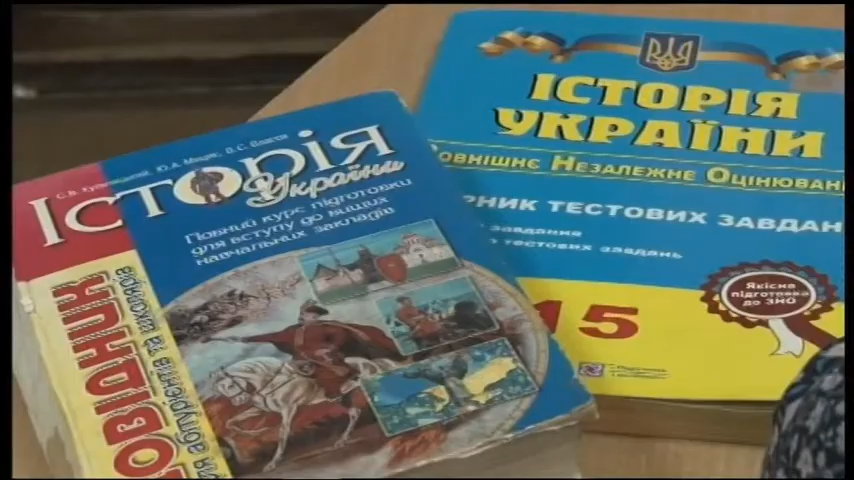 С. В. Кульчицький, Ю. А. Мицик, В. С. Власов
Історія
України
Повний курс підготовки
для вступу до вищих
навчальних закладів
ДОВІДНИК
для абітурієнтів та школярів
ІСТОРІЯ
УКРАЇНИ
Зовнішнє Незалежне Оцінюван
РНИК ТЕСТОВИХ ЗАВДАН
завдання
тестових завдань
15
Якісна
підготовка
до ЗНО